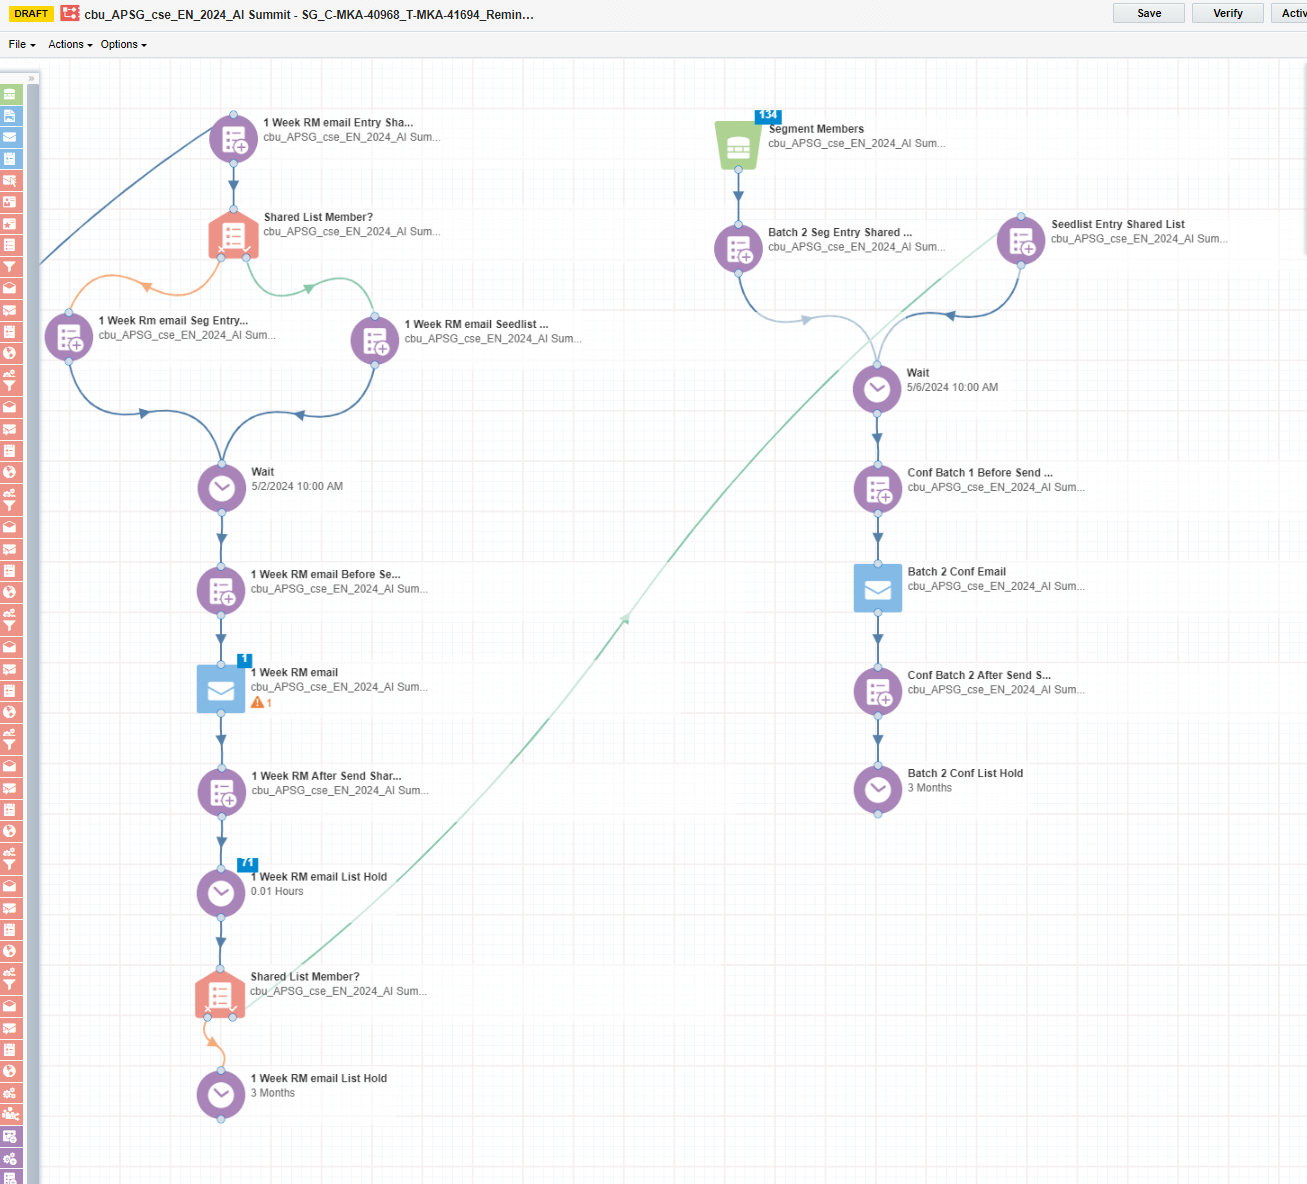 DRAFT cbu_APSG_cse_EN_2024_AI Summit - SG_C-MKA-40968_T-MKA-41694_Remin...
Save Verify Activ
File Actions Options
»
1 Week RM email Entry Sha...
cbu_APSG_cse_EN_2024_AI Sum...
Shared List Member?
cbu_APSG_cse_EN_2024_AI Sum...
1 Week Rm email Seg Entry...
cbu_APSG_cse_EN_2024_AI Sum...
1 Week RM email Seedlist ...
cbu_APSG_cse_EN_2024_AI Sum...
Wait
5/2/2024 10:00 AM
1 Week RM email Before Se...
cbu_APSG_cse_EN_2024_AI Sum...
1
1 Week RM email
cbu_APSG_cse_EN_2024_AI Sum...
1
1 Week RM After Send Shar...
cbu_APSG_cse_EN_2024_AI Sum...
71
1 Week RM email List Hold
0.01 Hours
Shared List Member?
cbu_APSG_cse_EN_2024_AI Sum...
1 Week RM email List Hold
3 Months
134
Segment Members
cbu_APSG_cse_EN_2024_AI Sum...
Batch 2 Seg Entry Shared ...
cbu_APSG_cse_EN_2024_AI Sum...
Seedlist Entry Shared List
cbu_APSG_cse_EN_2024_AI Sum...
Wait
5/6/2024 10:00 AM
Conf Batch 1 Before Send ...
cbu_APSG_cse_EN_2024_AI Sum...
Batch 2 Conf Email
cbu_APSG_cse_EN_2024_AI Sum...
Conf Batch 2 After Send S...
cbu_APSG_cse_EN_2024_AI Sum...
Batch 2 Conf List Hold
3 Months